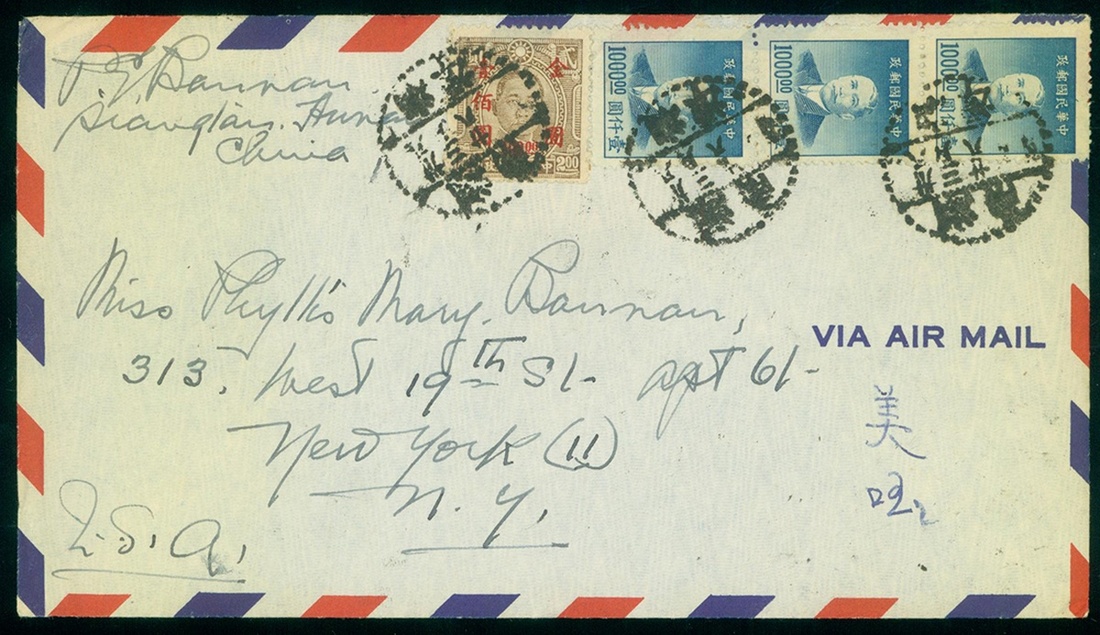 Bannan
Siangtan. Hunan
China
金 圓
貳佰圓
2.00
1000.00
壹仟圓
中華民國郵政
1000.00
壹仟圓
中華民國郵政
1000.00
中華民國郵政
Miss Phyllis Mary. Bannan,
313. West 19th St- apt 61-
New York (11)
N. Y.
U.S.A.
VIA AIR MAIL
美